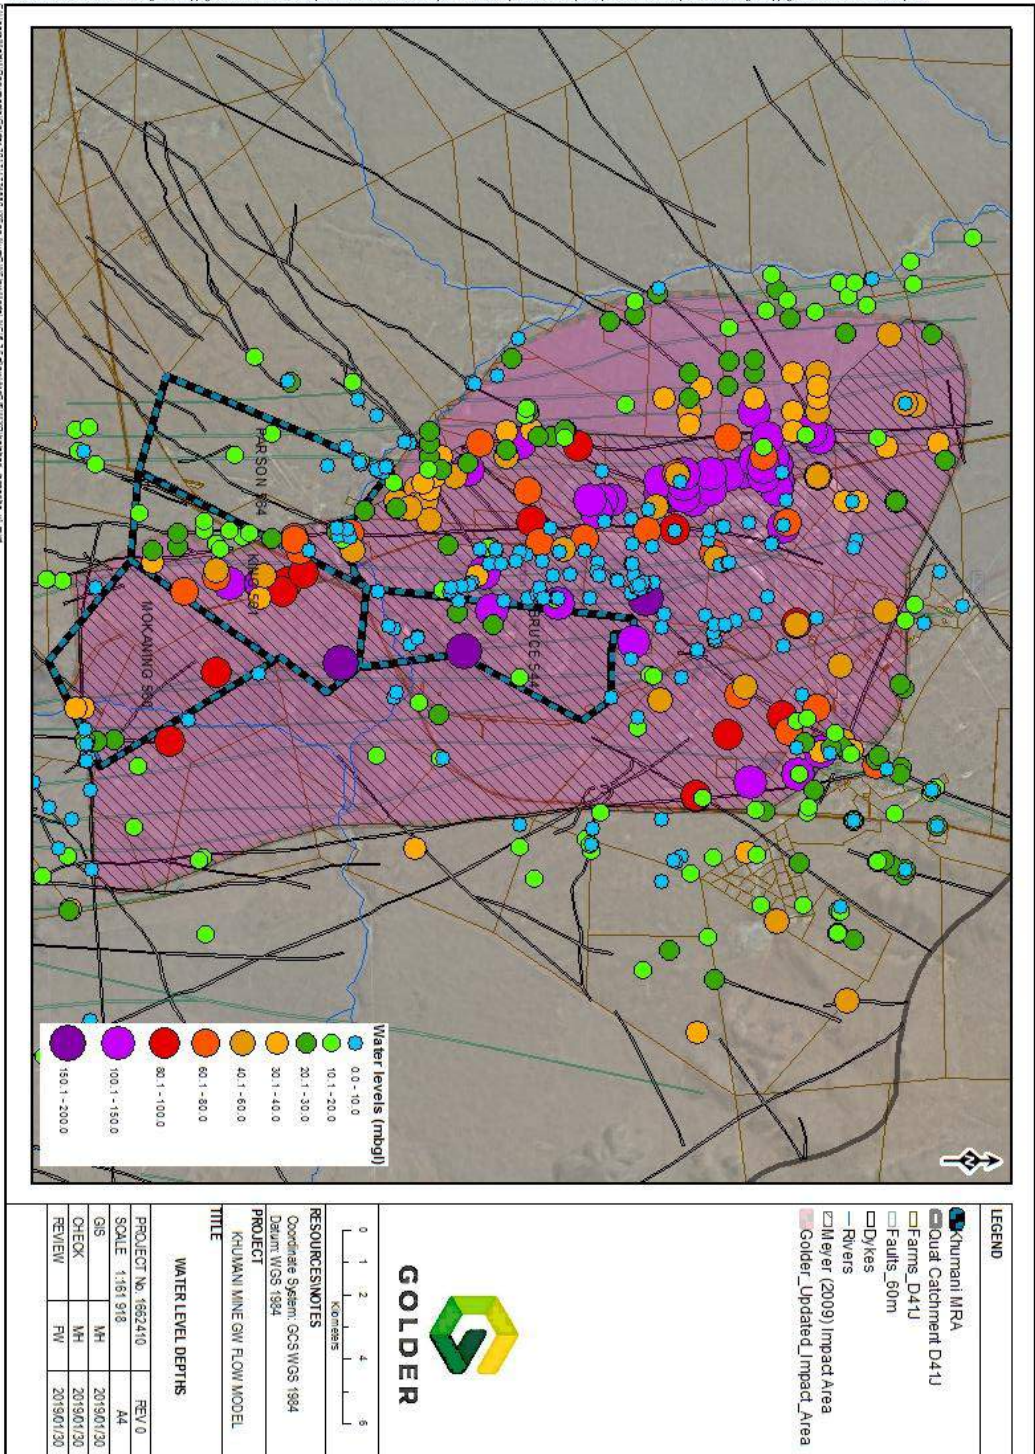 PARSON 564
KING 561
MOKANING 560
BRUCE 544
Water levels (mbgl)
0.0 - 10.0
10.1 - 20.0
20.1 - 30.0
30.1 - 40.0
40.1 - 60.0
60.1 - 80.0
80.1 - 100.0
100.1 - 150.0
150.1 - 200.0
N
LEGEND
Khumani MRA
Quat Catchment D41J
Farms_D41J
Faults_60m
Dykes
Rivers
Meyer (2009) Impact Area
Golder_Updated_Impact_Area
GOLDER
0 1 2 4 6
Kilometers
RESOURCES\NOTES
Coordinate System: GCS WGS 1984
Datum: WGS 1984
PROJECT
KHUMANI MINE GW FLOW MODEL
TITLE
WATER LEVEL DEPTHS
PROJECT No. 1662410 REV 0
SCALE 1:161 918 A4
GIS MH 2019/01/30
CHECK MH 2019/01/30
REVIEW FW 2019/01/30